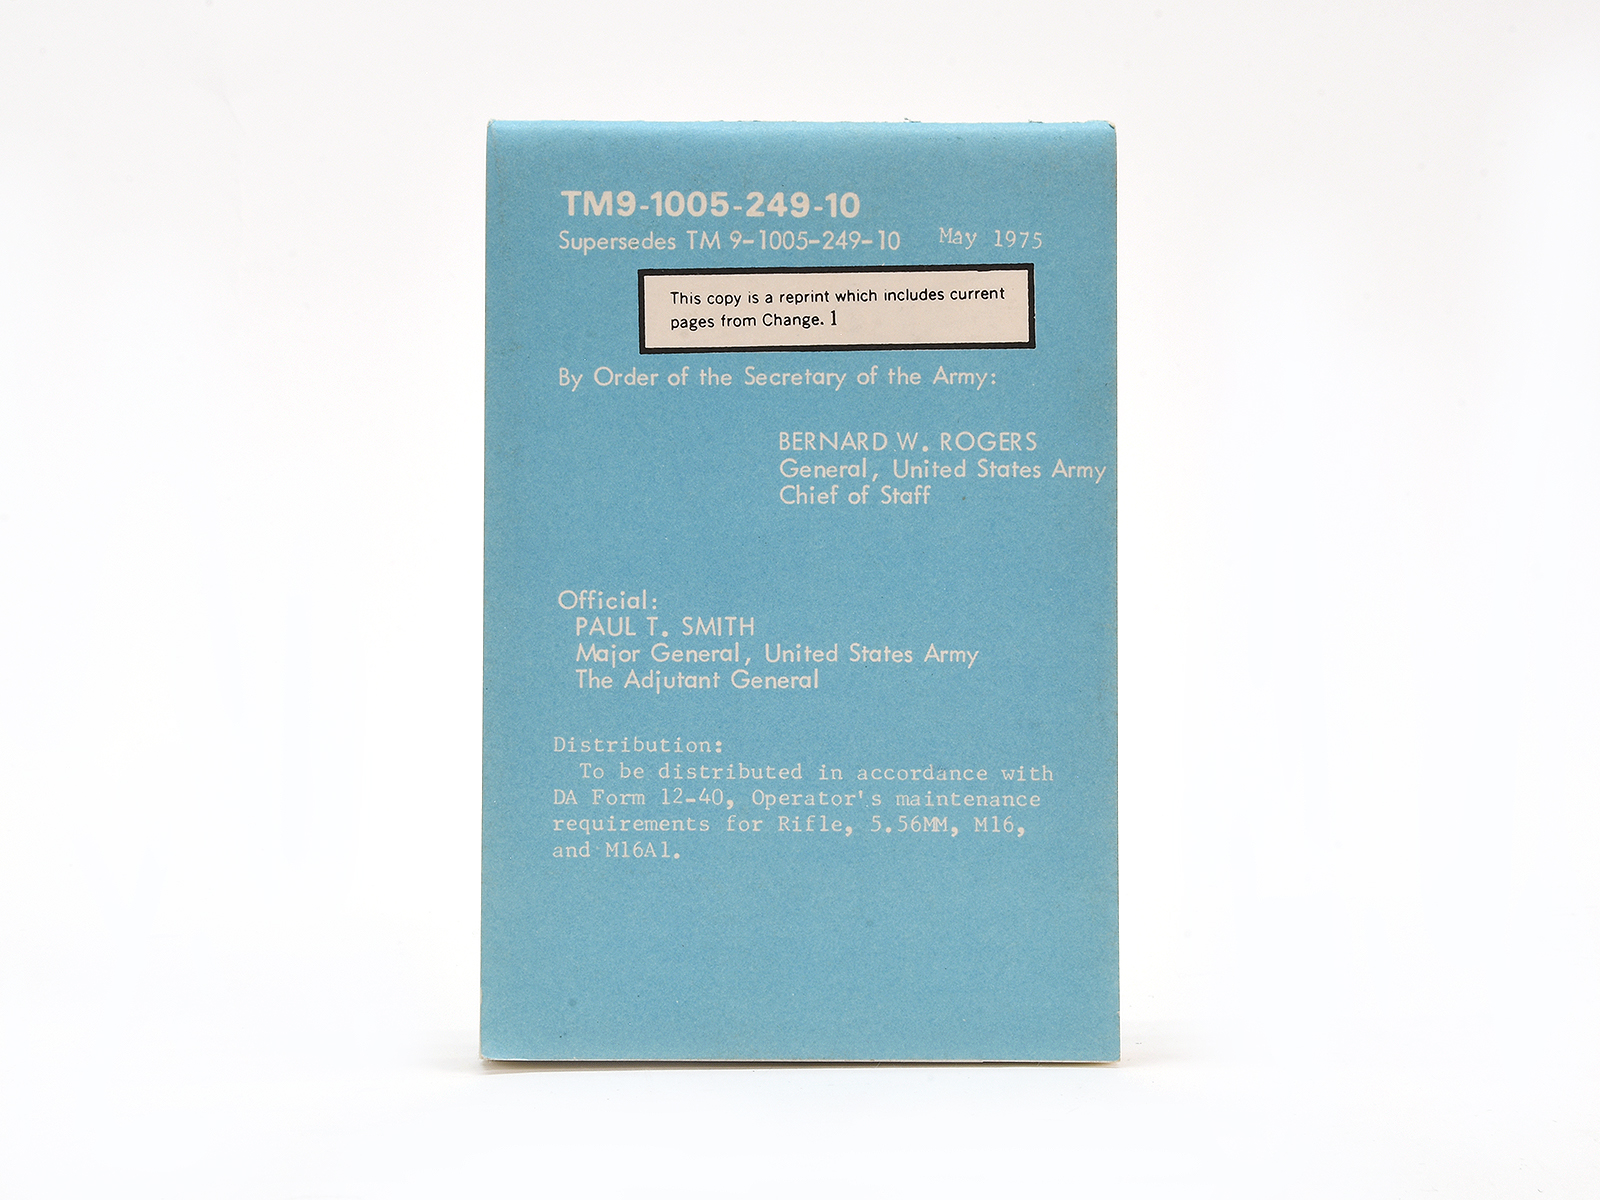 TM9-1005-249-10
Supersedes TM 9-1005-249-10 May 1975
This copy is a reprint which includes current
pages from Change. 1
By Order of the Secretary of the Army:
BERNARD W. ROGERS
General, United States Army
Chief of Staff
Official:
PAUL T. SMITH
Major General, United States Army
The Adjutant General
Distribution:
To be distributed in accordance with
DA Form 12-40, Operator's maintenance
requirements for Rifle, 5.56MM, M16,
and M16A1.